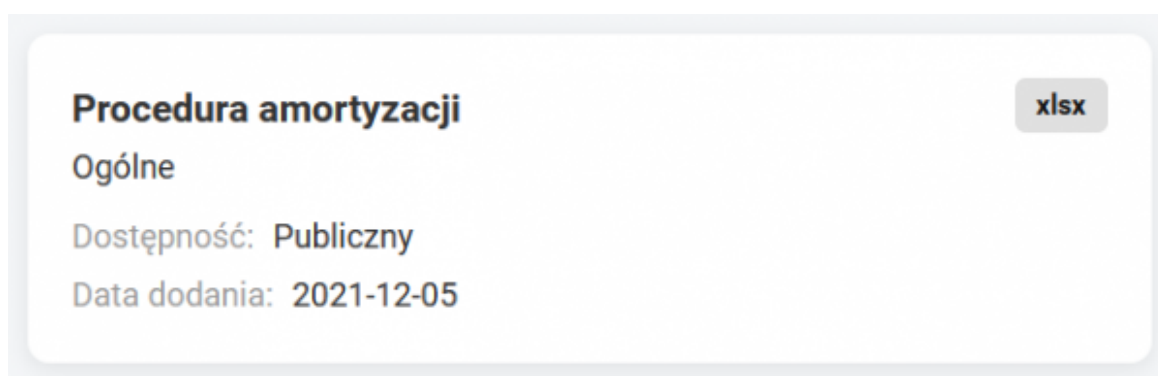 Procedura amortyzacji
xlsx
Ogólne
Dostępność: Publiczny
Data dodania: 2021-12-05